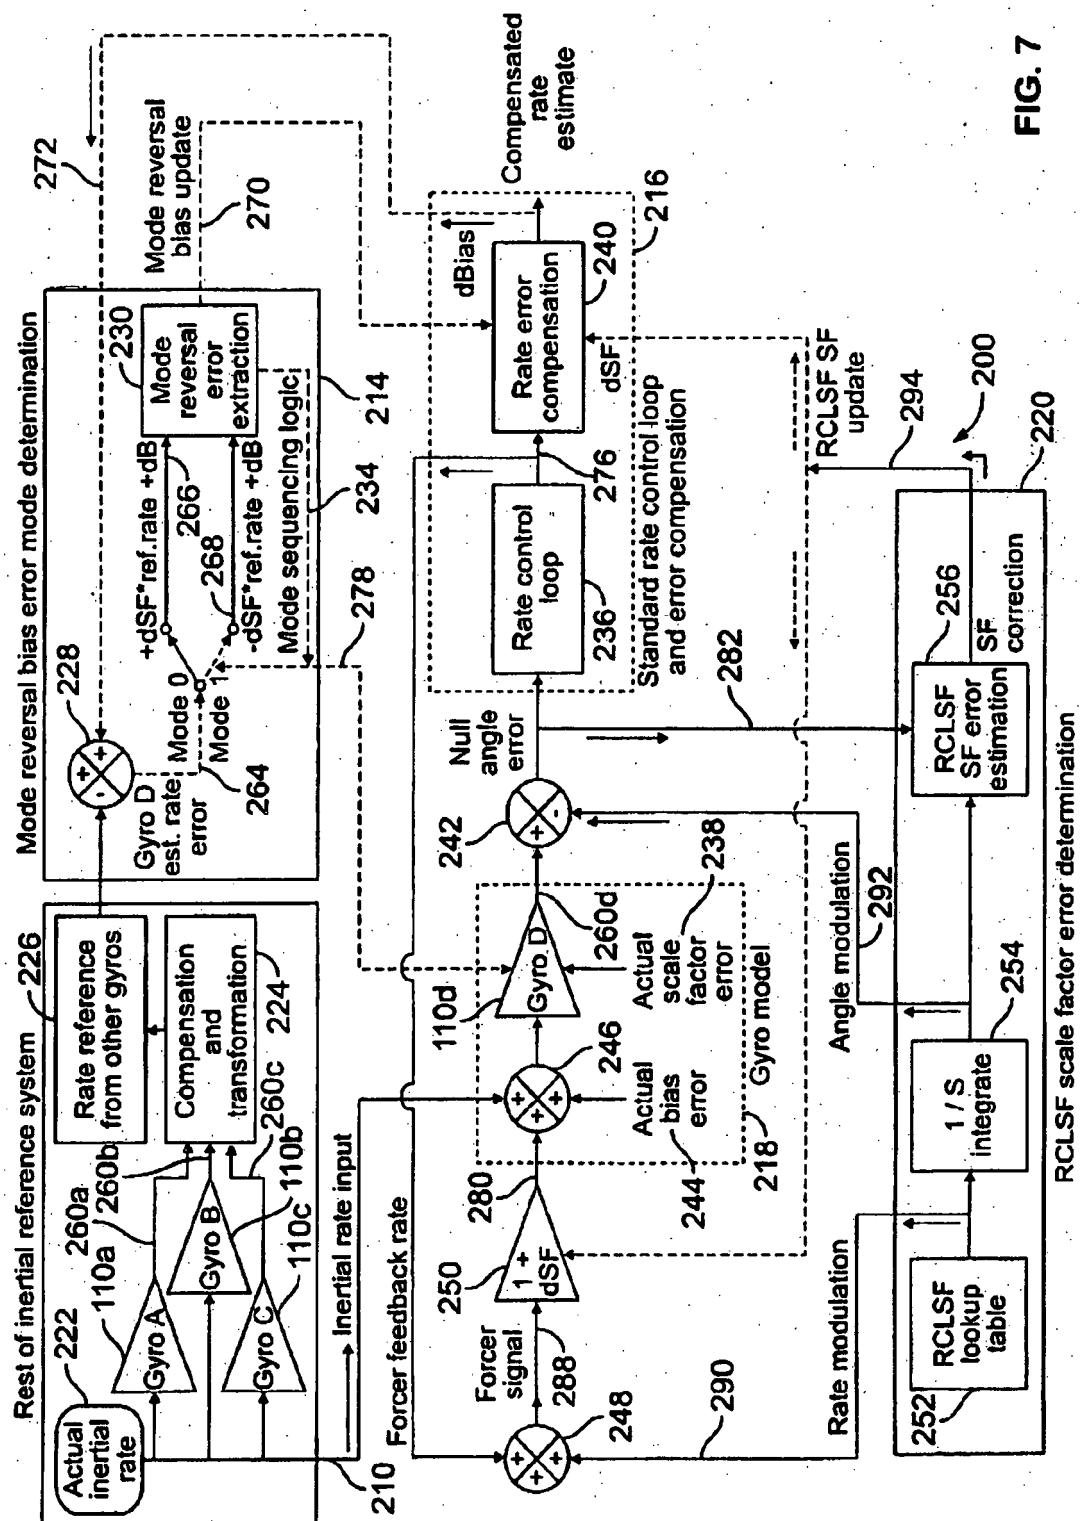 Rest of inertial reference system
222
Actual
inertial
rate
110a
Gyro A
260a
Gyro B
110b
Gyro C
110c
260b
260c
226
Rate reference
from other gyros
Compensation
and
transformation
224
210
Inertial rate input
Mode reversal bias error mode determination
228
+
+
-
Gyro D
est. rate
error
264
Mode 0
Mode 1
+dSF*ref.rate +dB
266
268
-dSF*ref.rate +dB
230
Mode
reversal
error
extraction
Mode sequencing logic
234
214
278
272
Mode reversal
bias update
270
Forcer feedback rate
248
+
+
+
Forcer
signal
288
290
250
1 +
dSF
280
246
+
+
+
Actual
bias
error
244
218
Gyro model
110d
Gyro D
260d
Actual
scale
factor
error
238
242
+
-
Null
angle
error
282
Rate control
loop
236
276
Rate error
compensation
240
dBias
dSF
216
Compensated
rate
estimate
Standard rate control loop
and error compensation
RCLSF SF
update
294
200
Rate modulation
Angle modulation
292
252
RCLSF
lookup
table
1 / S
integrate
254
RCLSF
SF error
estimation
256
SF
correction
220
RCLSF scale factor error determination
FIG. 7